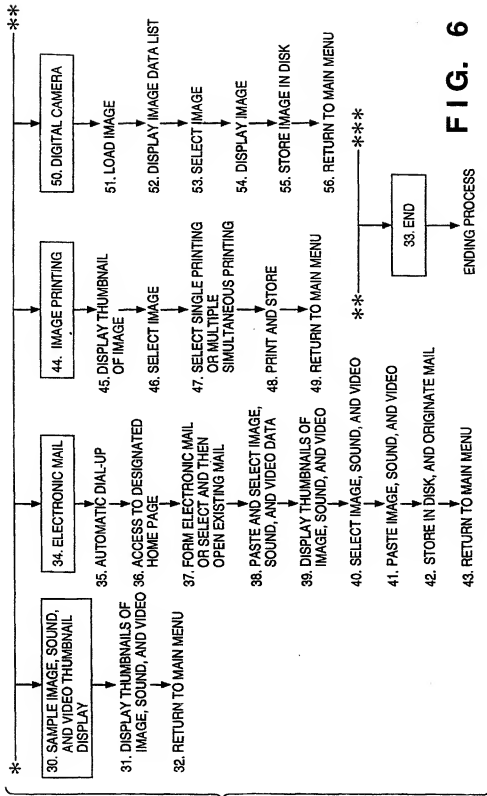 *
**
30. SAMPLE IMAGE, SOUND,
AND VIDEO THUMBNAIL
DISPLAY
31. DISPLAY THUMBNAILS OF
IMAGE, SOUND, AND VIDEO
32. RETURN TO MAIN MENU
34. ELECTRONIC MAIL
35. AUTOMATIC DIAL-UP
36. ACCESS TO DESIGNATED
HOME PAGE
37. FORM ELECTRONIC MAIL
OR SELECT AND THEN
OPEN EXISTING MAIL
38. PASTE AND SELECT IMAGE,
SOUND, AND VIDEO DATA
39. DISPLAY THUMBNAILS OF
IMAGE, SOUND, AND VIDEO
40. SELECT IMAGE, SOUND, AND VIDEO
41. PASTE IMAGE, SOUND, AND VIDEO
42. STORE IN DISK, AND ORIGINATE MAIL
43. RETURN TO MAIN MENU
44. IMAGE PRINTING
45. DISPLAY THUMBNAIL
OF IMAGE
46. SELECT IMAGE
47. SELECT SINGLE PRINTING
OR MULTIPLE
SIMULTANEOUS PRINTING
48. PRINT AND STORE
49. RETURN TO MAIN MENU
50. DIGITAL CAMERA
51. LOAD IMAGE
52. DISPLAY IMAGE DATA LIST
53. SELECT IMAGE
54. DISPLAY IMAGE
55. STORE IMAGE IN DISK
56. RETURN TO MAIN MENU
**
***
33. END
ENDING PROCESS
FIG. 6